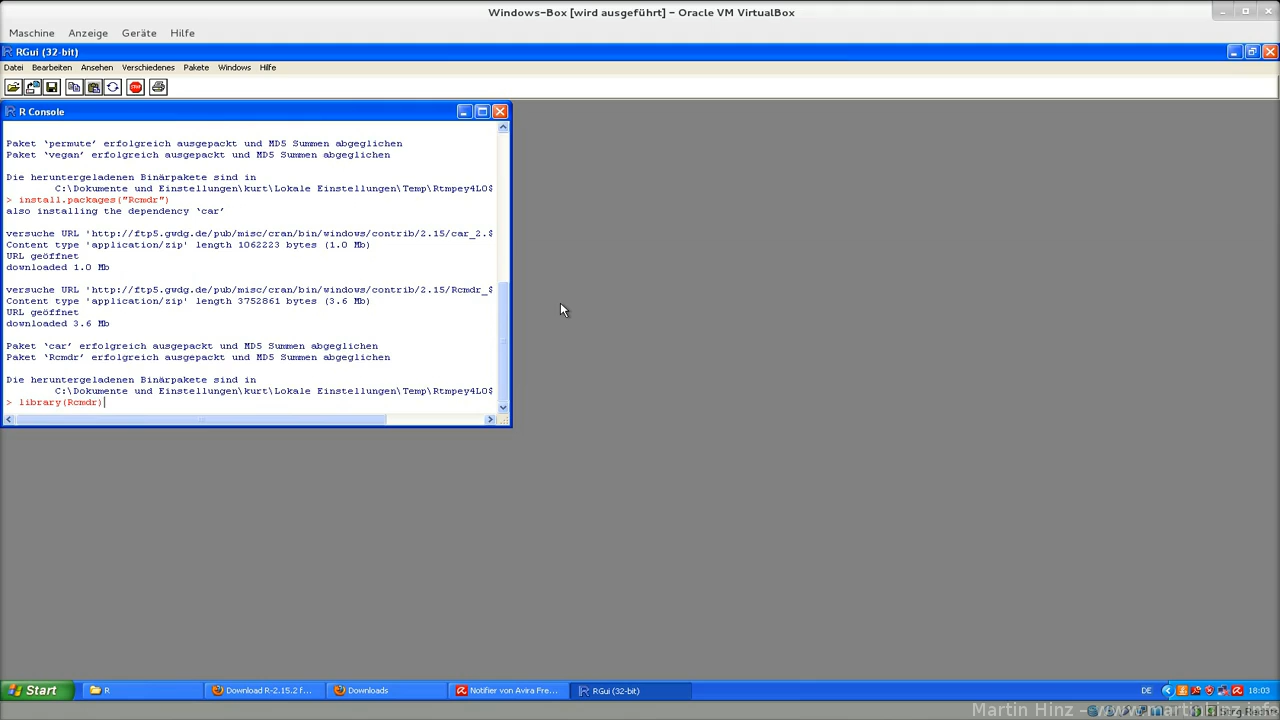 Windows-Box [wird ausgeführt] - Oracle VM VirtualBox
Maschine Anzeige Geräte Hilfe
RGui (32-bit)
Datei Bearbeiten Ansehen Verschiedenes Pakete Windows Hilfe
STOP
R Console
Paket ‘permute’ erfolgreich ausgepackt und MD5 Summen abgeglichen
Paket ‘vegan’ erfolgreich ausgepackt und MD5 Summen abgeglichen
Die heruntergeladenen Binärpakete sind in
C:\Dokumente und Einstellungen\kurt\Lokale Einstellungen\Temp\Rtmpey4LO$
> install.packages("Rcmdr")
also installing the dependency ‘car’
versuche URL 'http://ftp5.gwdg.de/pub/misc/cran/bin/windows/contrib/2.15/car_2.$
Content type 'application/zip' length 1062223 bytes (1.0 Mb)
URL geöffnet
downloaded 1.0 Mb
versuche URL 'http://ftp5.gwdg.de/pub/misc/cran/bin/windows/contrib/2.15/Rcmdr_$
Content type 'application/zip' length 3752861 bytes (3.6 Mb)
URL geöffnet
downloaded 3.6 Mb
Paket ‘car’ erfolgreich ausgepackt und MD5 Summen abgeglichen
Paket ‘Rcmdr’ erfolgreich ausgepackt und MD5 Summen abgeglichen
Die heruntergeladenen Binärpakete sind in
C:\Dokumente und Einstellungen\kurt\Lokale Einstellungen\Temp\Rtmpey4LO$
> library(Rcmdr)
Start R Download R-2.15.2 f... Downloads Notifier von Avira Fre... RGui (32-bit) DE 18:03
Martin Hinz - www.martinhinz.info